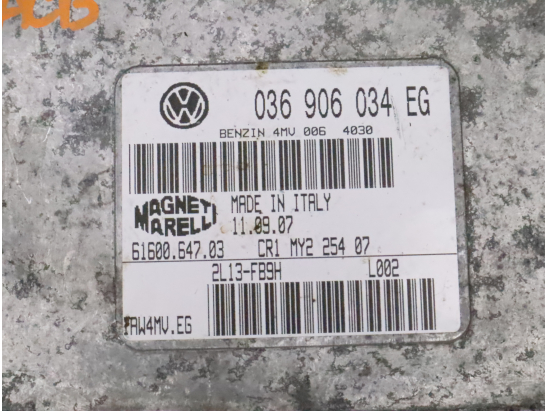 036 906 034 EG
BENZIN 4MV 006 4030
MAGNETI MARELLI
MADE IN ITALY
11.09.07
61600.647.03 CR1 MY2 254 07
2L13-FB9H L002
IAW4MV.EG